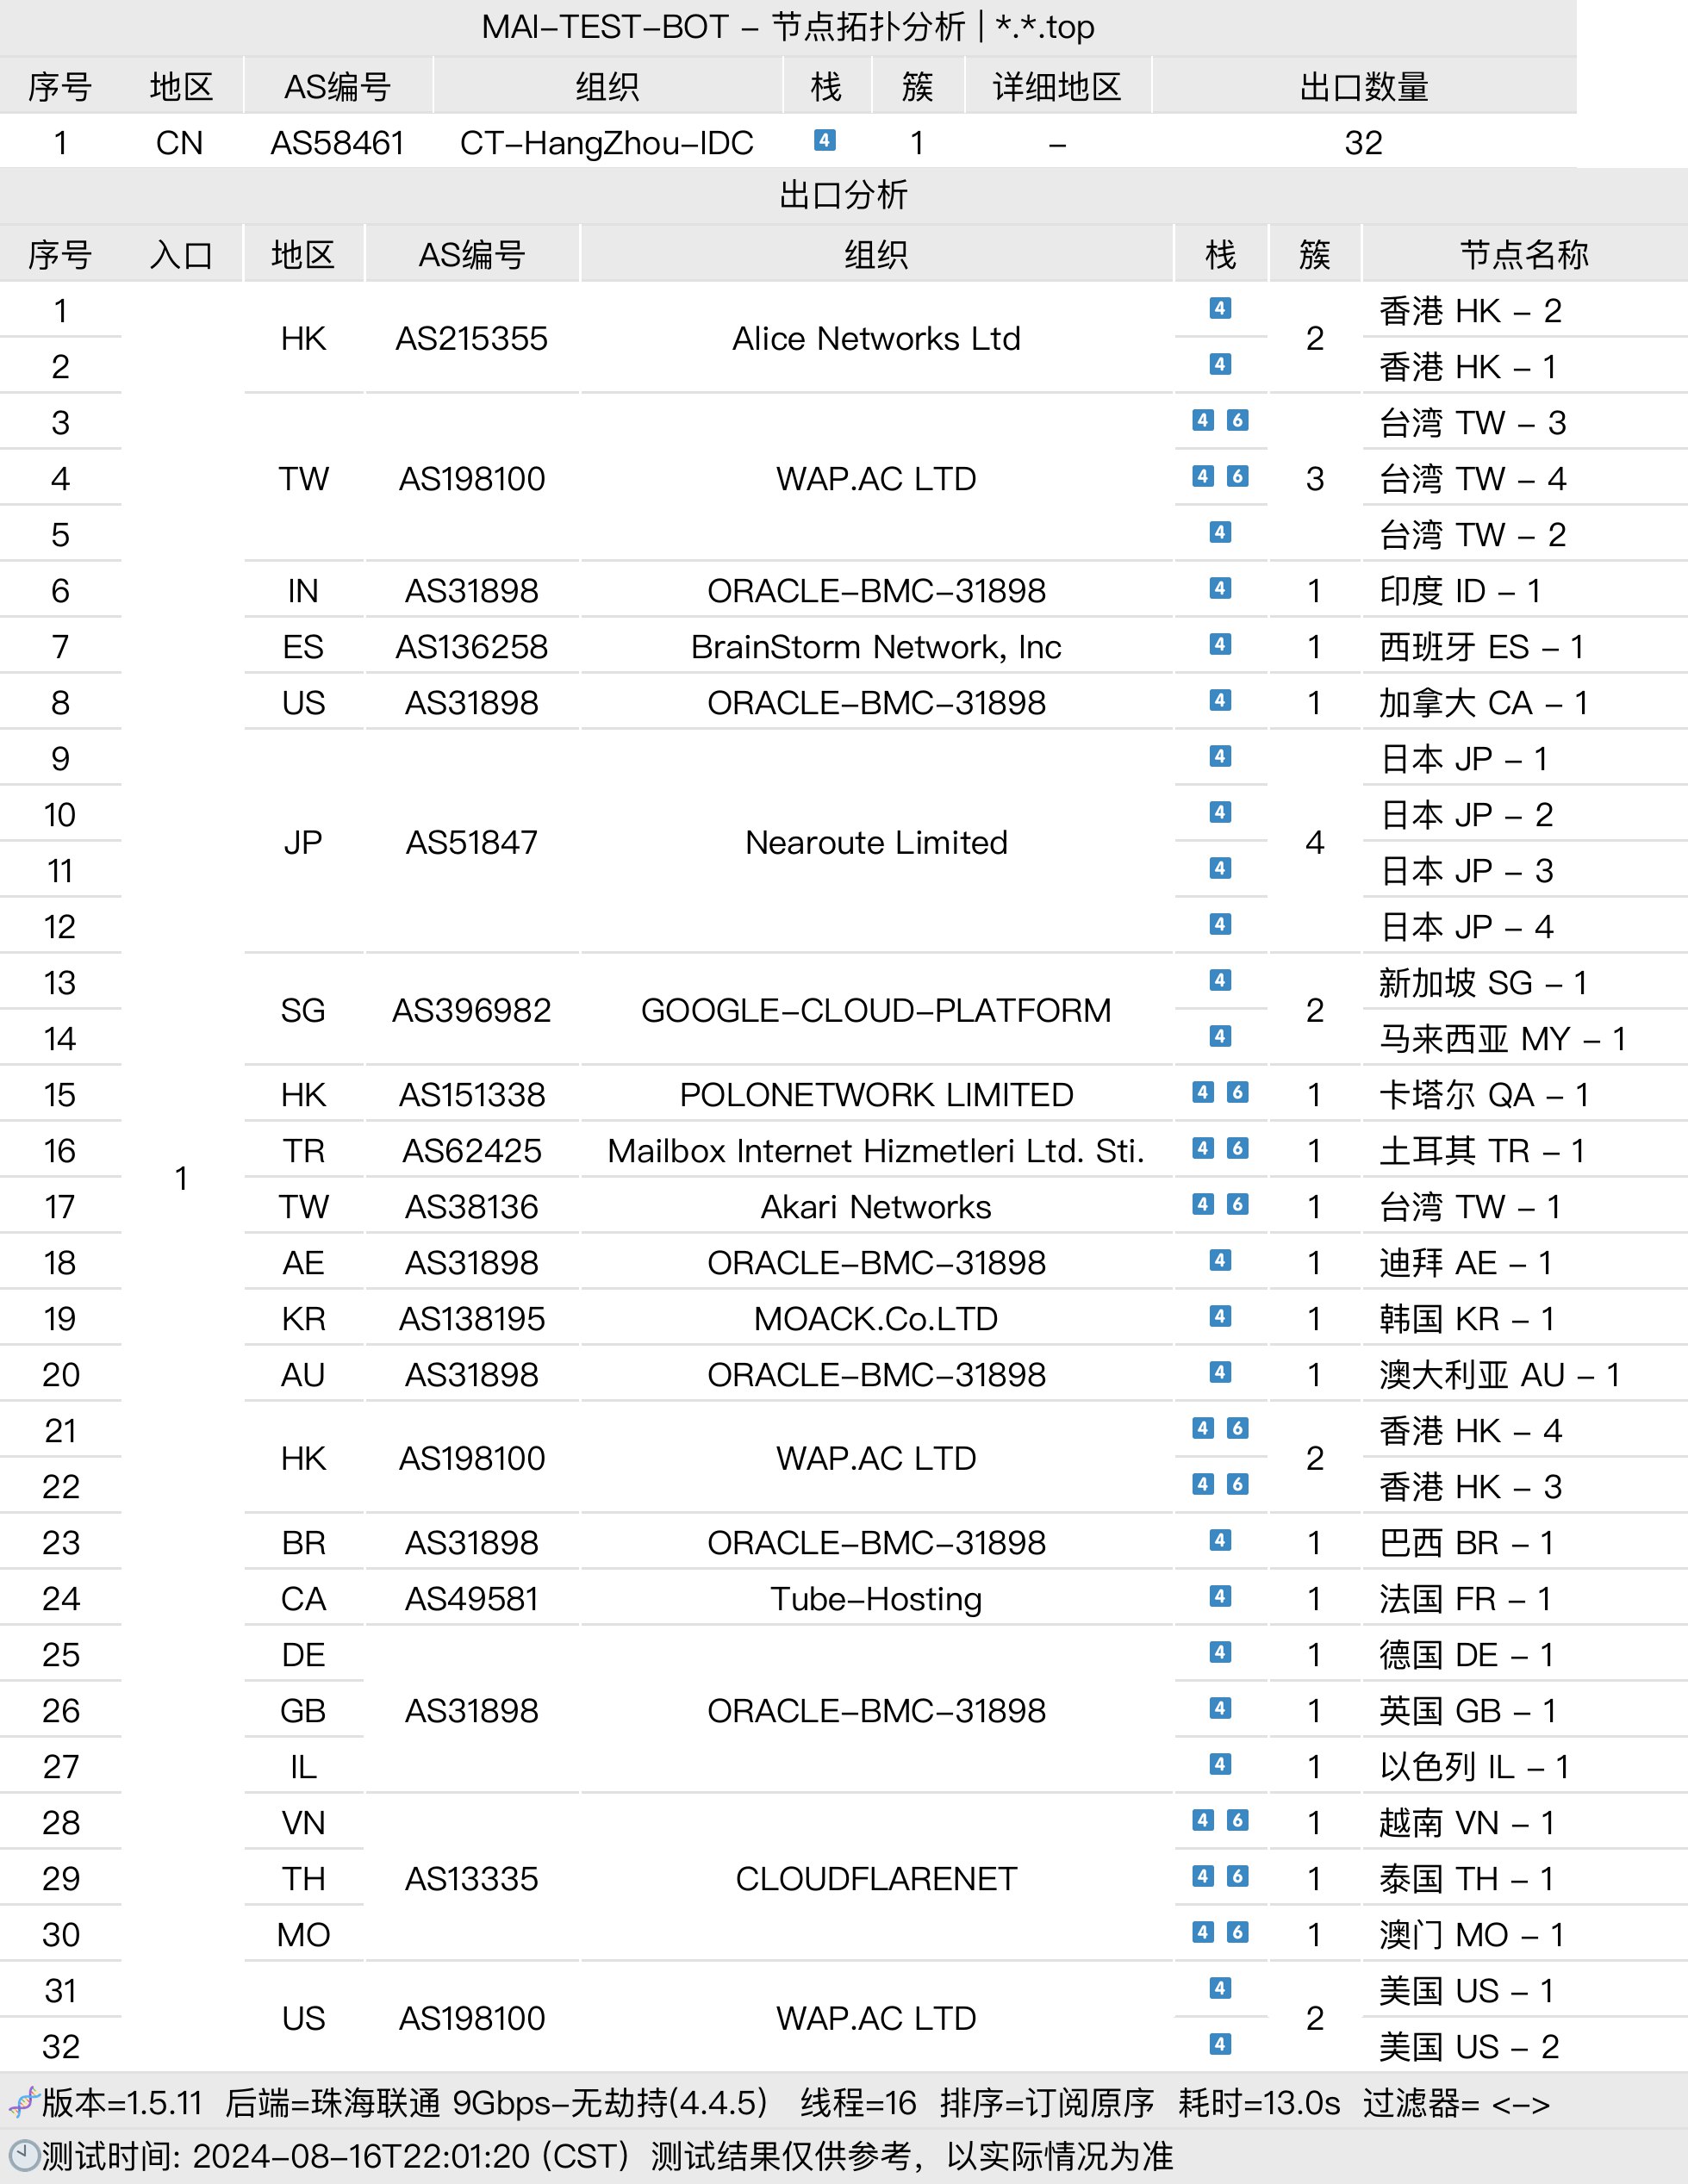 MAI-TEST-BOT - 节点拓扑分析 | *.*.top
序号 地区 AS编号 组织 栈 簇 详细地区 出口数量
1 CN AS58461 CT-HangZhou-IDC 4 1 - 32
出口分析
序号 入口 地区 AS编号 组织 栈 簇 节点名称
1 1 HK AS215355 Alice Networks Ltd 4 2 香港 HK - 2
2 4 香港 HK - 1
3 TW AS198100 WAP.AC LTD 4 6 3 台湾 TW - 3
4 4 6 台湾 TW - 4
5 4 台湾 TW - 2
6 IN AS31898 ORACLE-BMC-31898 4 1 印度 ID - 1
7 ES AS136258 BrainStorm Network, Inc 4 1 西班牙 ES - 1
8 US AS31898 ORACLE-BMC-31898 4 1 加拿大 CA - 1
9 JP AS51847 Nearoute Limited 4 4 日本 JP - 1
10 4 日本 JP - 2
11 4 日本 JP - 3
12 4 日本 JP - 4
13 SG AS396982 GOOGLE-CLOUD-PLATFORM 4 2 新加坡 SG - 1
14 4 马来西亚 MY - 1
15 HK AS151338 POLONETWORK LIMITED 4 6 1 卡塔尔 QA - 1
16 TR AS62425 Mailbox Internet Hizmetleri Ltd. Sti. 4 6 1 土耳其 TR - 1
17 TW AS38136 Akari Networks 4 6 1 台湾 TW - 1
18 AE AS31898 ORACLE-BMC-31898 4 1 迪拜 AE - 1
19 KR AS138195 MOACK.Co.LTD 4 1 韩国 KR - 1
20 AU AS31898 ORACLE-BMC-31898 4 1 澳大利亚 AU - 1
21 HK AS198100 WAP.AC LTD 4 6 2 香港 HK - 4
22 4 6 香港 HK - 3
23 BR AS31898 ORACLE-BMC-31898 4 1 巴西 BR - 1
24 CA AS49581 Tube-Hosting 4 1 法国 FR - 1
25 DE AS31898 ORACLE-BMC-31898 4 1 德国 DE - 1
26 GB 4 1 英国 GB - 1
27 IL 4 1 以色列 IL - 1
28 VN AS13335 CLOUDFLARENET 4 6 1 越南 VN - 1
29 TH 4 6 1 泰国 TH - 1
30 MO 4 6 1 澳门 MO - 1
31 US AS198100 WAP.AC LTD 4 2 美国 US - 1
32 4 美国 US - 2
版本=1.5.11 后端=珠海联通 9Gbps-无劫持(4.4.5) 线程=16 排序=订阅原序 耗时=13.0s 过滤器= <->
测试时间: 2024-08-16T22:01:20 (CST) 测试结果仅供参考，以实际情况为准